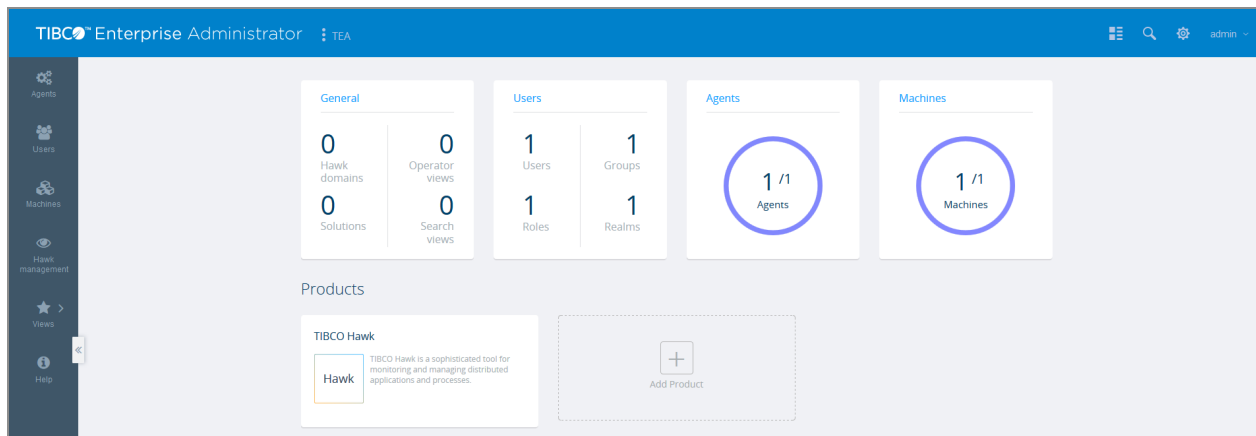 TIBCO™ Enterprise Administrator
TEA
admin
Agents
Users
Machines
Hawk
management
Views
Help
General
0
Hawk
domains
0
Operator
views
0
Solutions
0
Search
views
Users
1
Users
1
Groups
1
Roles
1
Realms
Agents
1 /1
Agents
Machines
1 /1
Machines
Products
TIBCO Hawk
Hawk
TIBCO Hawk is a sophisticated tool for
monitoring and managing distributed
applications and processes.
Add Product